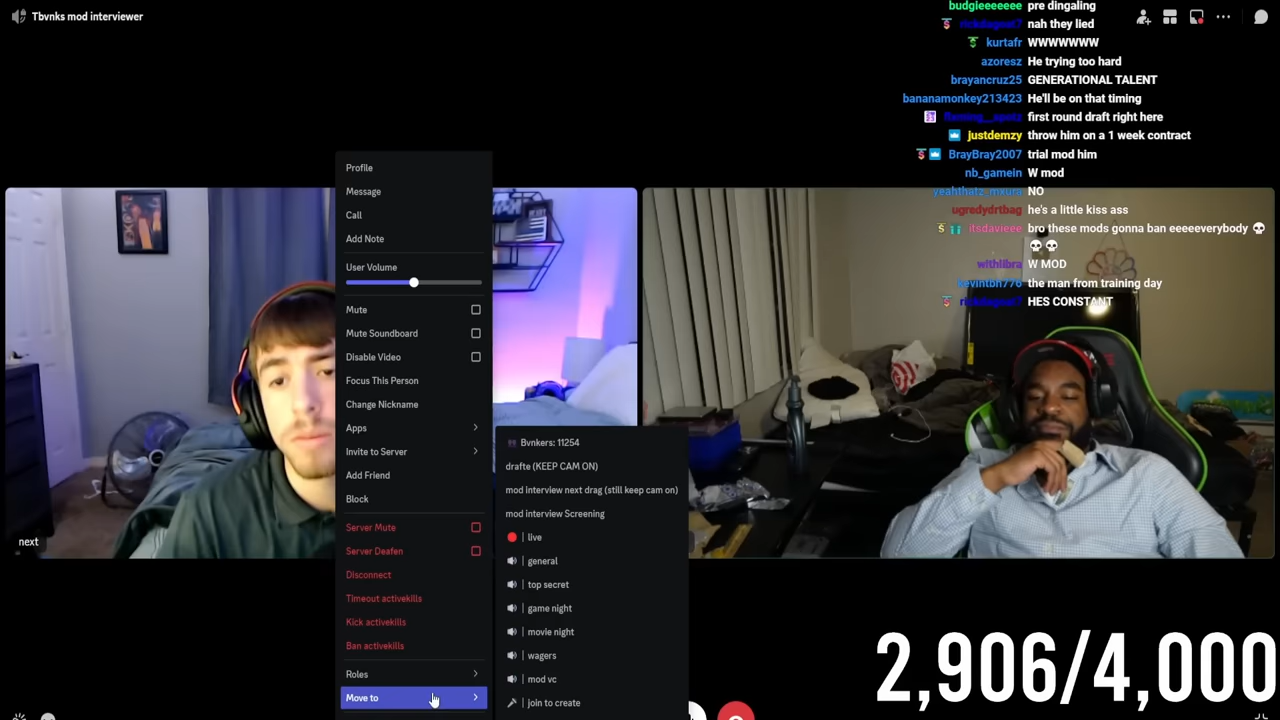 Tbvnks mod interviewer
budgieeeeeee pre dingaling
nah they lied
kurtafr WWWWWWW
azoresz He trying too hard
brayancruz25 GENERATIONAL TALENT
bananamonkey213423 He'll be on that timing
first round draft right here
justdemzy throw him on a 1 week contract
BrayBray2007 trial mod him
nb_gamein W mod
yeahthatz_mxura NO
ugredydrtbag he's a little kiss ass
itsdavieee bro these mods gonna ban eeeeeverybody 💀
💀 💀
withlibra W MOD
kevintbh776 the man from training day
HES CONSTANT
Profile
Message
Call
Add Note
User Volume
Mute
Mute Soundboard
Disable Video
Focus This Person
Change Nickname
Apps
Invite to Server
Add Friend
Block
Server Mute
Server Deafen
Disconnect
Timeout activekills
Kick activekills
Ban activekills
Roles
Move to
Bvnkers: 11254
drafte (KEEP CAM ON)
mod interview next drag (still keep cam on)
mod interview Screening
| live
| general
| top secret
| game night
| movie night
| wagers
| mod vc
| join to create
next
2,906/4,000